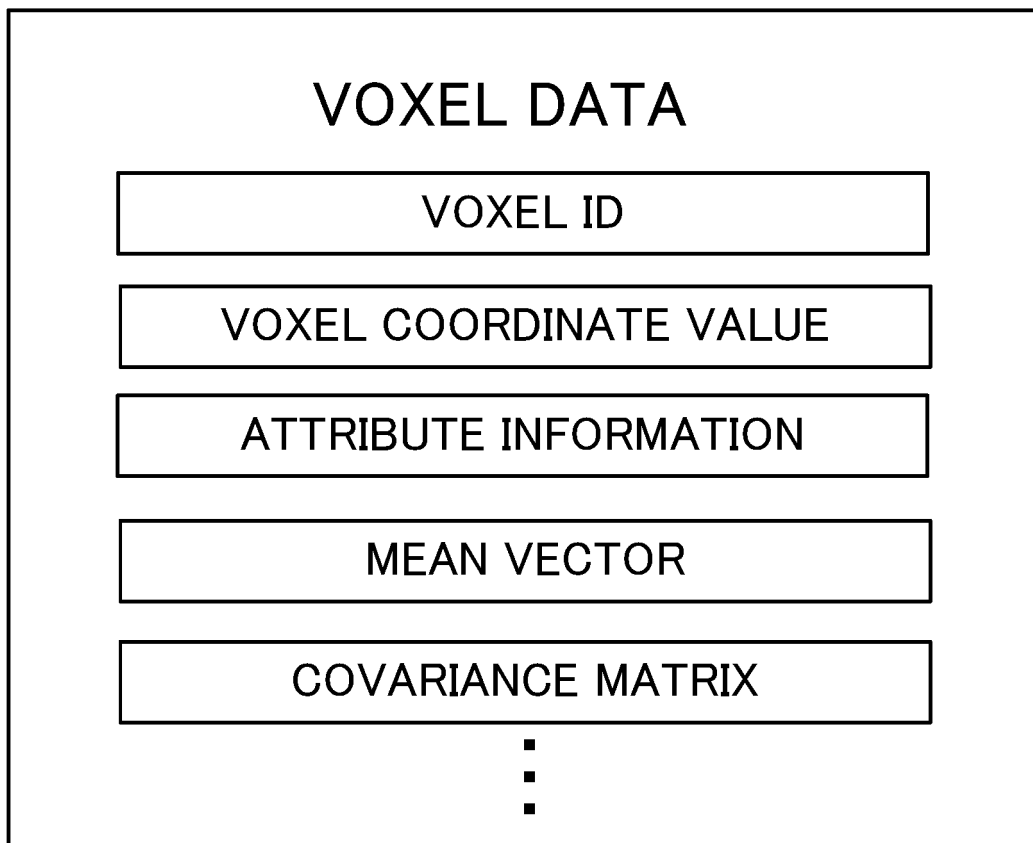 VOXEL DATA
VOXEL ID
VOXEL COORDINATE VALUE
ATTRIBUTE INFORMATION
MEAN VECTOR
COVARIANCE MATRIX